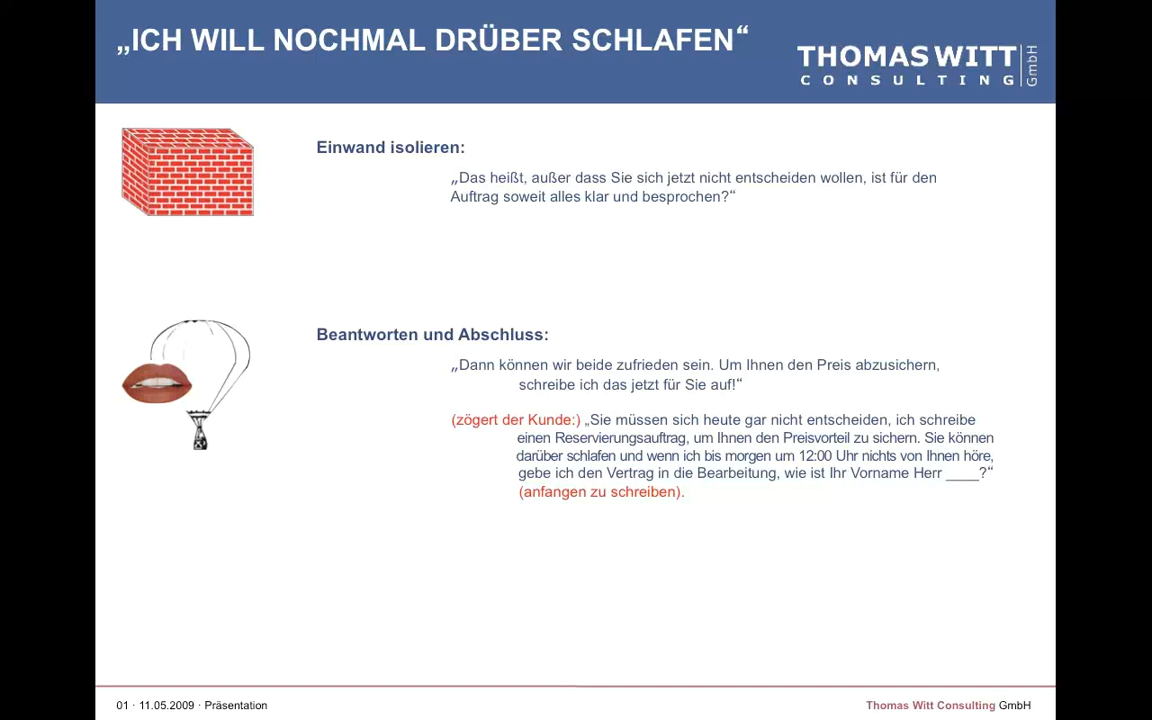 „ICH WILL NOCHMAL DRÜBER SCHLAFEN“
THOMAS WITT
CONSULTING
GmbH
Einwand isolieren:
„Das heißt, außer dass Sie sich jetzt nicht entscheiden wollen, ist für den
Auftrag soweit alles klar und besprochen?“
Beantworten und Abschluss:
„Dann können wir beide zufrieden sein. Um Ihnen den Preis abzusichern,
schreibe ich das jetzt für Sie auf!“
(zögert der Kunde:) „Sie müssen sich heute gar nicht entscheiden, ich schreibe
einen Reservierungsauftrag, um Ihnen den Preisvorteil zu sichern. Sie können
darüber schlafen und wenn ich bis morgen um 12:00 Uhr nichts von Ihnen höre,
gebe ich den Vertrag in die Bearbeitung, wie ist Ihr Vorname Herr ____?“
(anfangen zu schreiben).
01 · 11.05.2009 · Präsentation
Thomas Witt Consulting GmbH